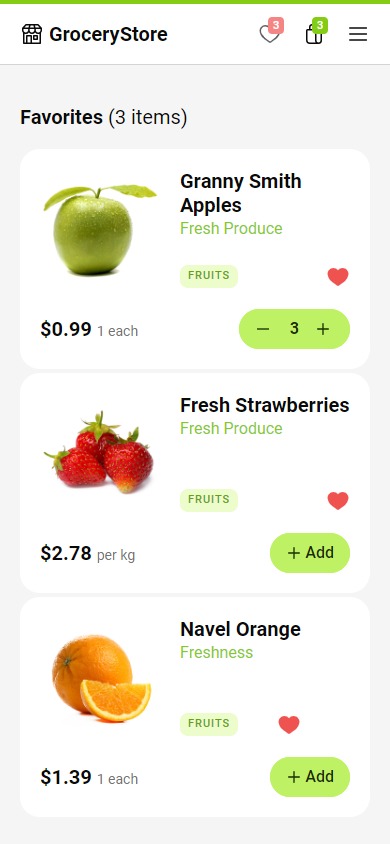 GroceryStore
3
3
Favorites (3 items)
Granny Smith
Apples
Fresh Produce
FRUITS
$0.99 1 each
3
Fresh Strawberries
Fresh Produce
FRUITS
$2.78 per kg
+ Add
Navel Orange
Freshness
FRUITS
$1.39 1 each
+ Add